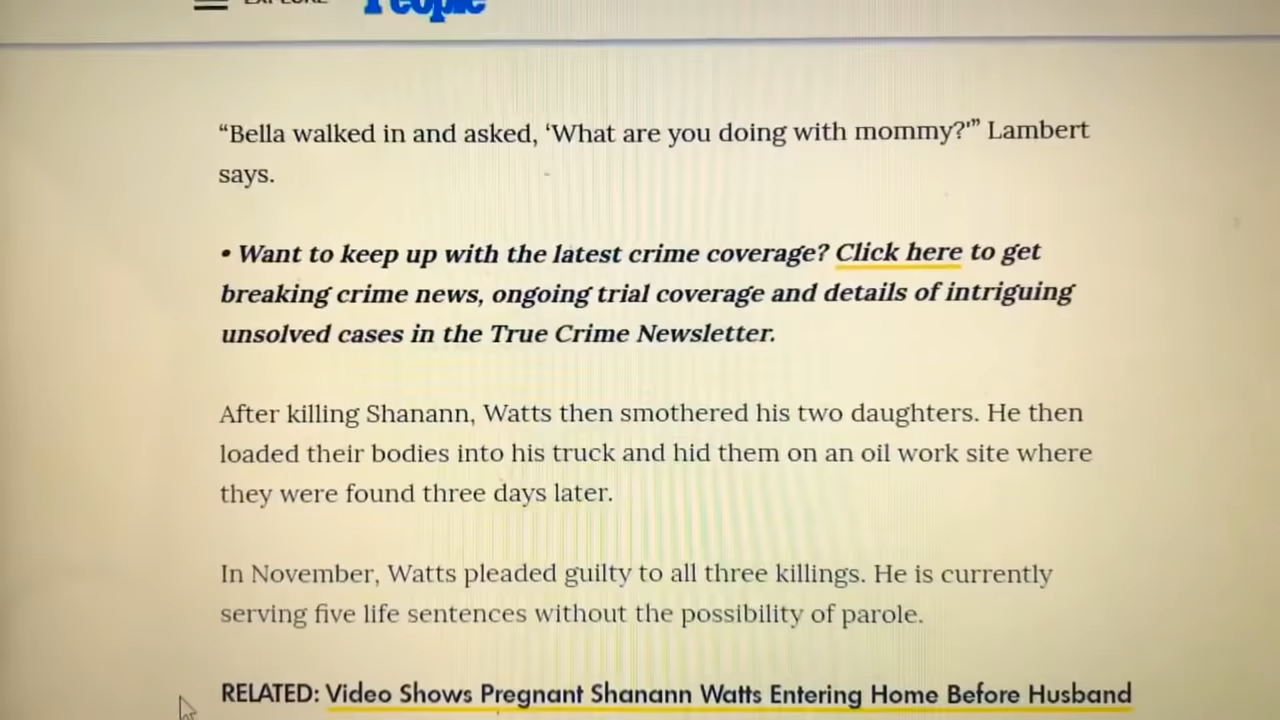 EXPLORE People
“Bella walked in and asked, ‘What are you doing with mommy?'” Lambert
says.
• Want to keep up with the latest crime coverage? Click here to get
breaking crime news, ongoing trial coverage and details of intriguing
unsolved cases in the True Crime Newsletter.
After killing Shanann, Watts then smothered his two daughters. He then
loaded their bodies into his truck and hid them on an oil work site where
they were found three days later.
In November, Watts pleaded guilty to all three killings. He is currently
serving five life sentences without the possibility of parole.
RELATED: Video Shows Pregnant Shanann Watts Entering Home Before Husband